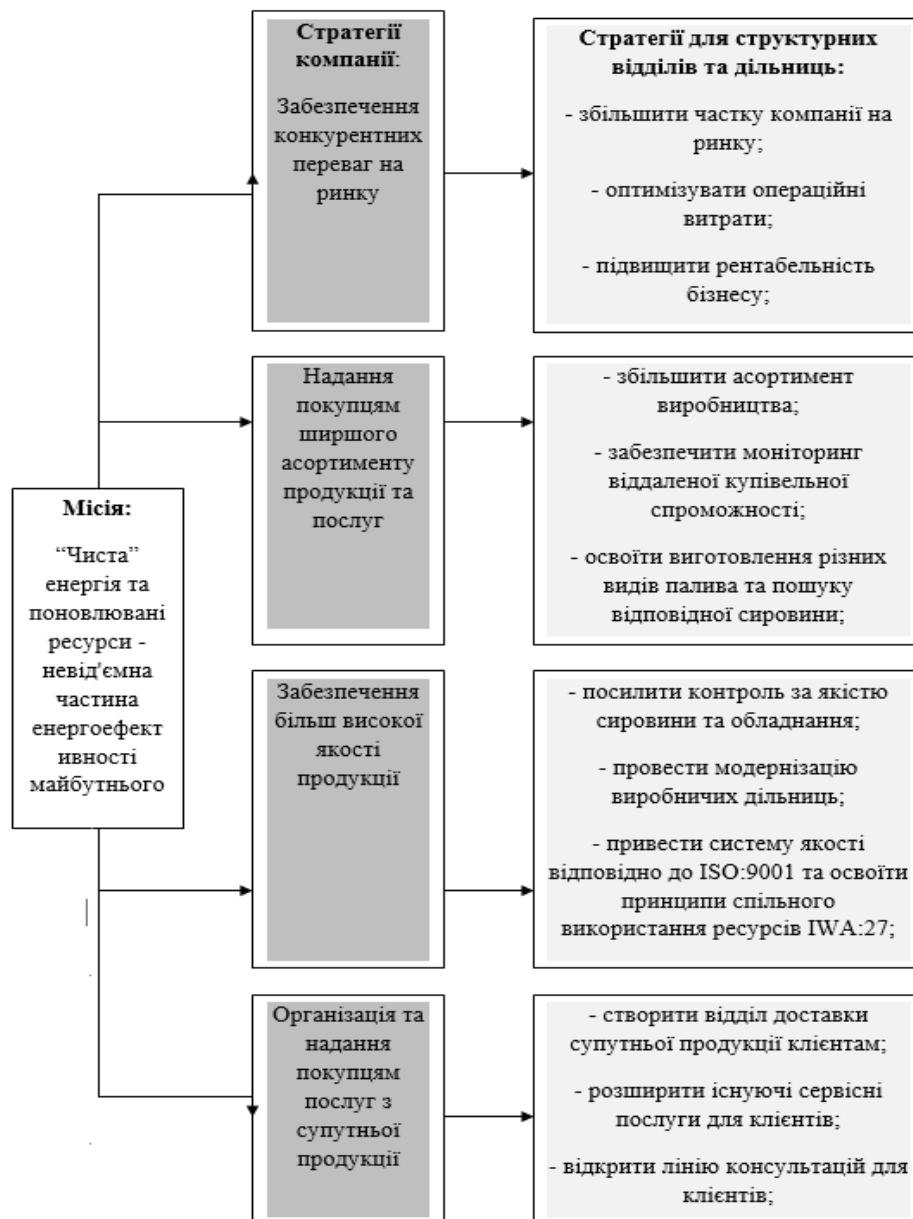 Місія:
“Чиста”
енергія та
поновлювані
ресурси -
невід'ємна
частина
енергоефект
ивності
майбутнього
Стратегії
компанії:
Забезпечення
конкурентних
переваг на
ринку
Стратегії для структурних
відділів та дільниць:
- збільшити частку компанії на
ринку;
- оптимізувати операційні
витрати;
- підвищити рентабельність
бізнесу;
Надання
покупцям
ширшого
асортименту
продукції та
послуг
- збільшити асортимент
виробництва;
- забезпечити моніторинг
віддаленої купівельної
спроможності;
- освоїти виготовлення різних
видів палива та пошуку
відповідної сировини;
Забезпечення
більш високої
якості
продукції
- посилити контроль за якістю
сировини та обладнання;
- провести модернізацію
виробничих дільниць;
- привести систему якості
відповідно до ISO:9001 та освоїти
принципи спільного
використання ресурсів IWA:27;
Організація та
надання
покупцям
послуг з
супутньої
продукції
- створити відділ доставки
супутньої продукції клієнтам;
- розширити існуючі сервісні
послуги для клієнтів;
- відкрити лінію консультацій для
клієнтів;